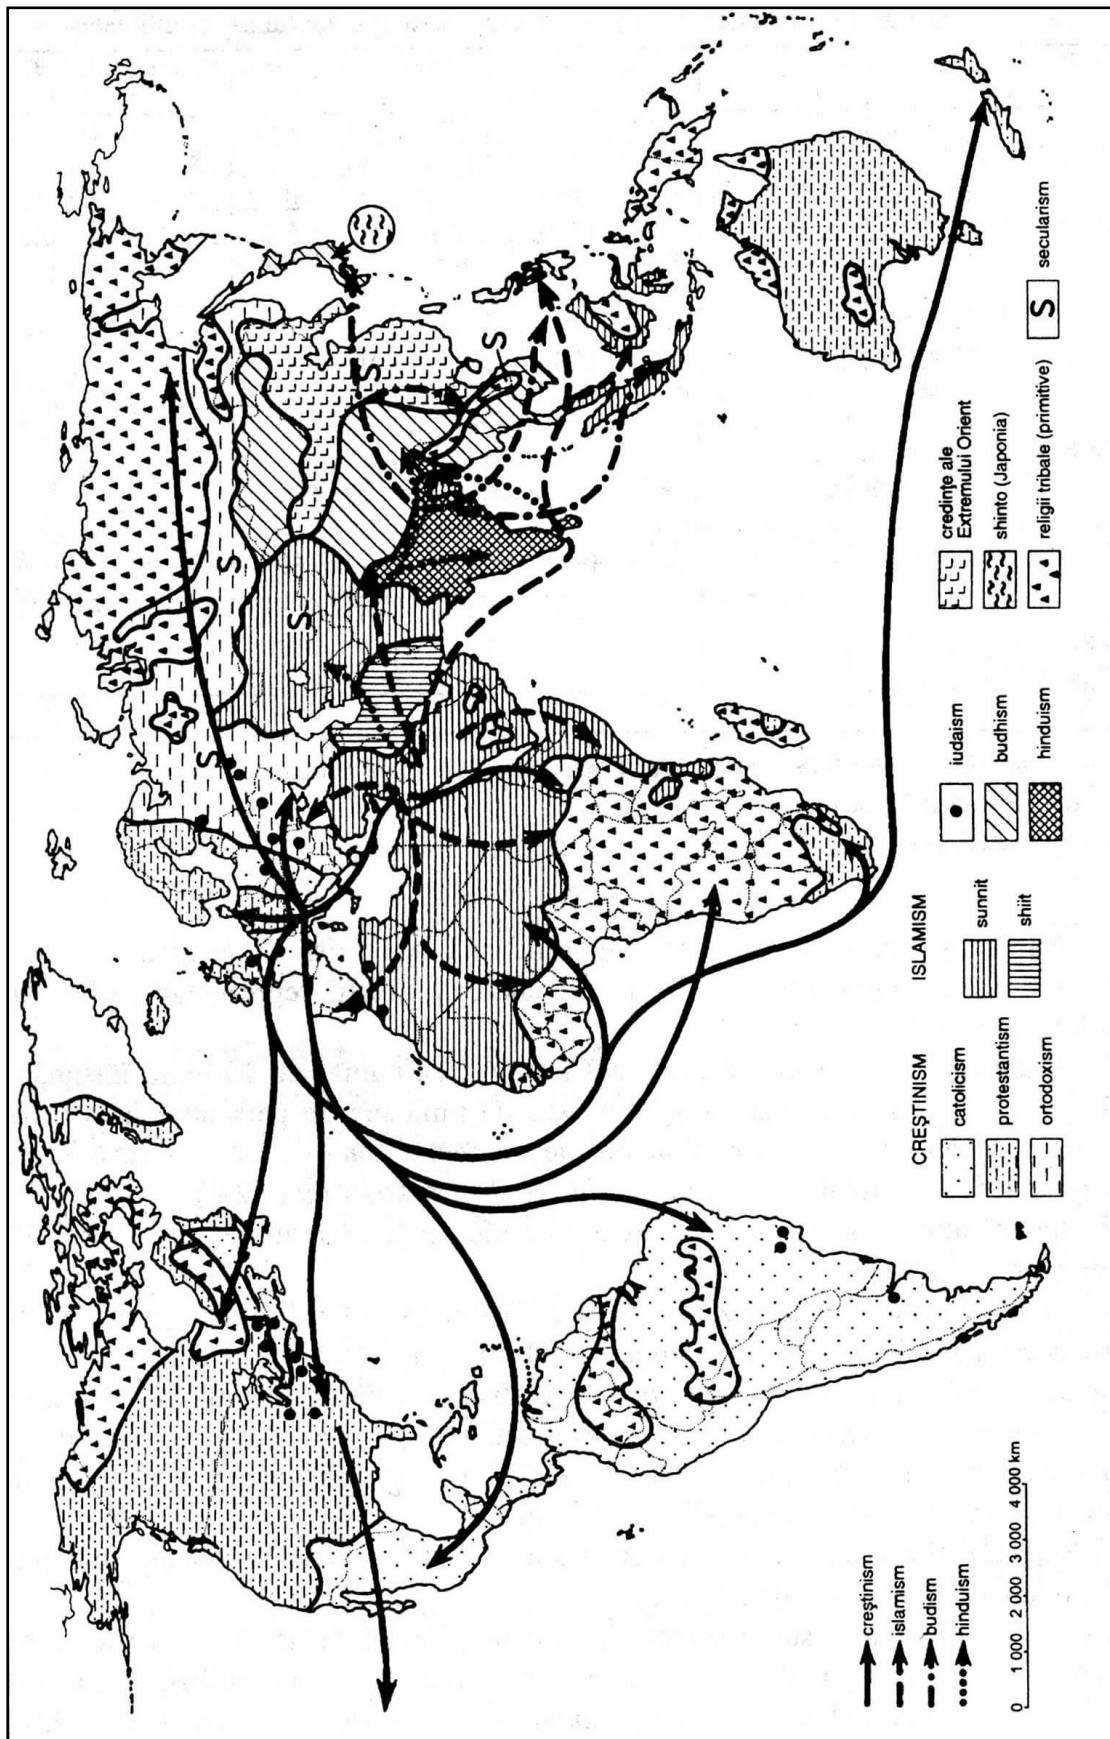 creştinism
islamism
budism
hinduism
0 1 000 2 000 3 000 4 000 km
CREŞTINISM
catolicism
protestantism
ortodoxism
ISLAMISM
sunnit
shiit
iudaism
budhism
hinduism
credinţe ale
Extremului Orient
shinto (Japonia)
religii tribale (primitive)
S
secularism
S
S
S
S
S